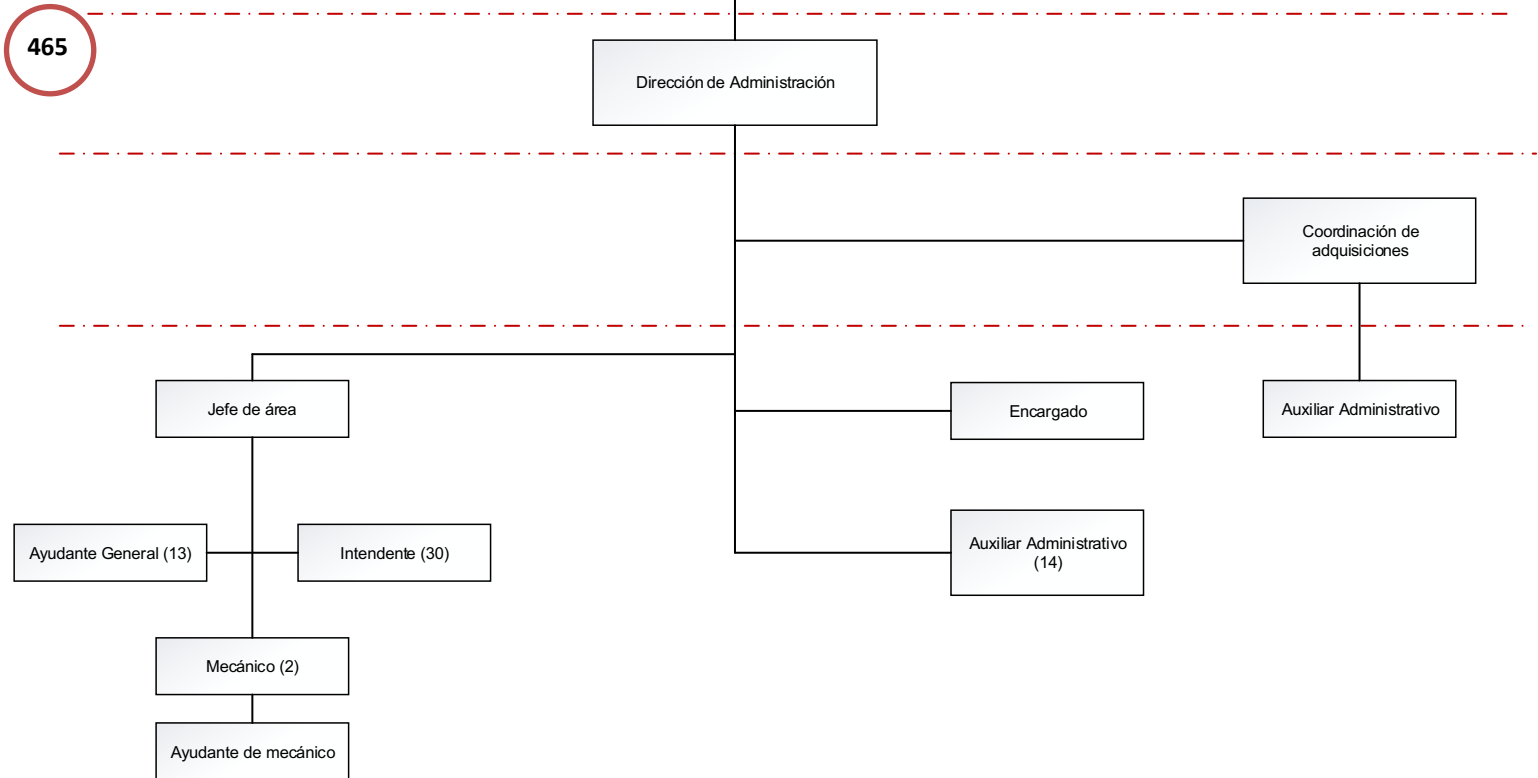 465
Dirección de Administración
Coordinación de
adquisiciones
Jefe de área
Encargado
Auxiliar Administrativo
Ayudante General (13)
Intendente (30)
Auxiliar Administrativo
(14)
Mecánico (2)
Ayudante de mecánico